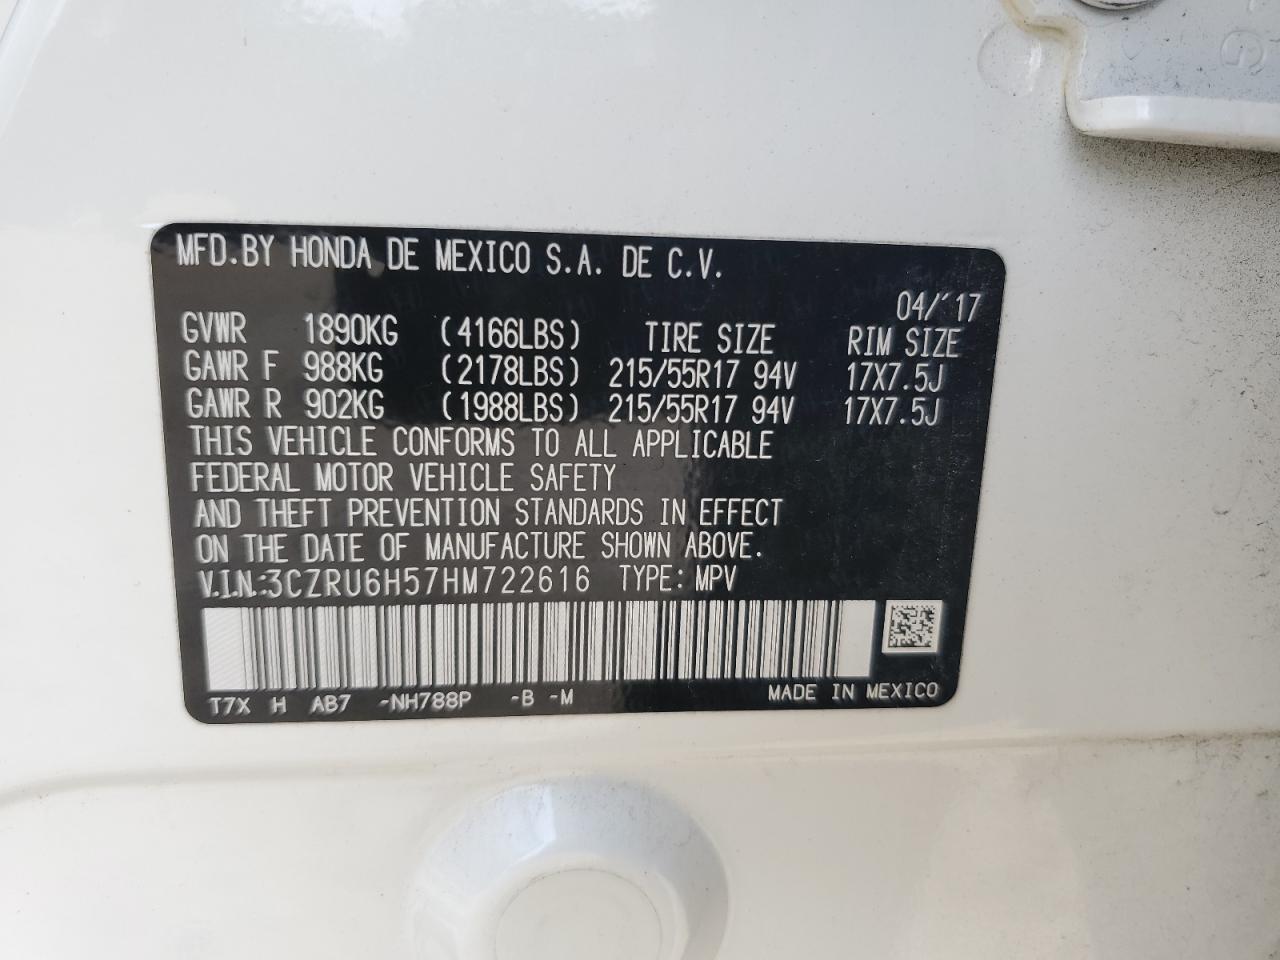 MFD.BY HONDA DE MEXICO S.A. DE C.V.
04/'17
GVWR 1890KG (4166LBS) TIRE SIZE RIM SIZE
GAWR F 988KG (2178LBS) 215/55R17 94V 17X7.5J
GAWR R 902KG (1988LBS) 215/55R17 94V 17X7.5J
THIS VEHICLE CONFORMS TO ALL APPLICABLE
FEDERAL MOTOR VEHICLE SAFETY
AND THEFT PREVENTION STANDARDS IN EFFECT
ON THE DATE OF MANUFACTURE SHOWN ABOVE.
V.I.N.:3CZRU6H57HM722616 TYPE: MPV
T7X H AB7 -NH788P -B -M MADE IN MEXICO